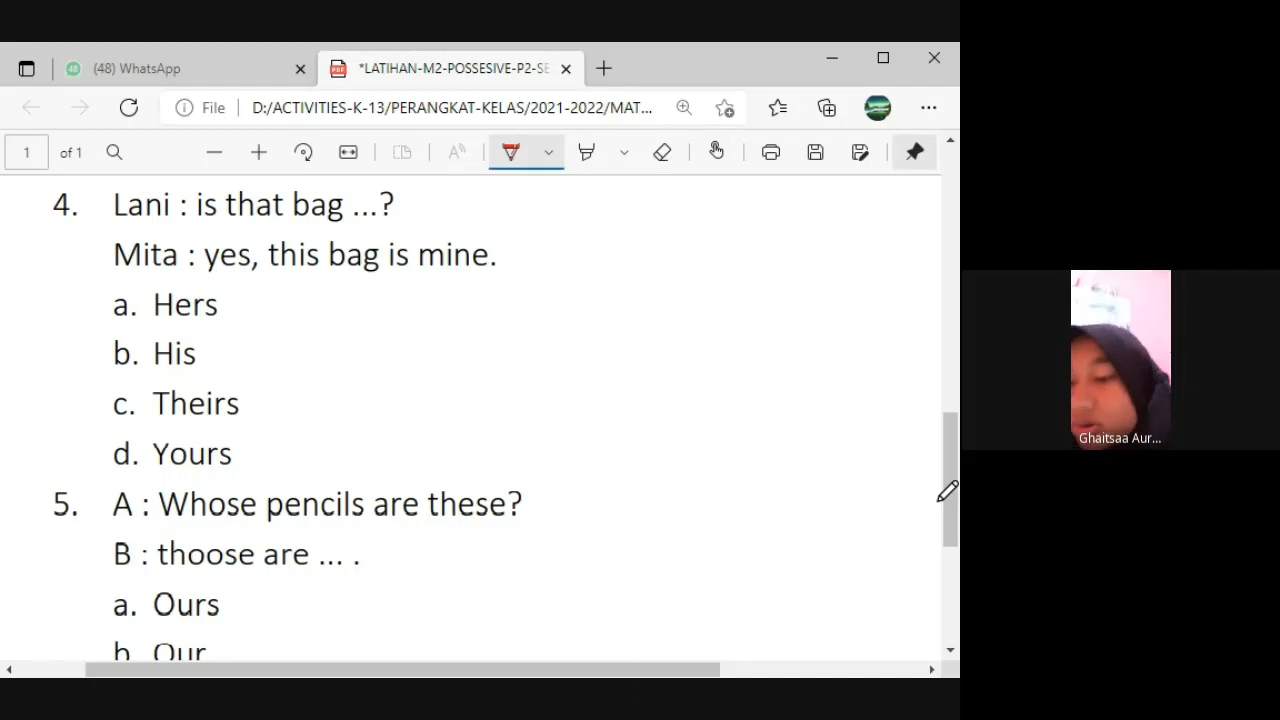 (48) WhatsApp
*LATIHAN-M2-POSSESIVE-P2-SE
File
D:/ACTIVITIES-K-13/PERANGKAT-KELAS/2021-2022/MAT...
1 of 1
4. Lani : is that bag ...?
Mita : yes, this bag is mine.
a. Hers
b. His
c. Theirs
d. Yours
5. A : Whose pencils are these?
B : thoose are ... .
a. Ours
b. Our
Ghaitsaa Aur...